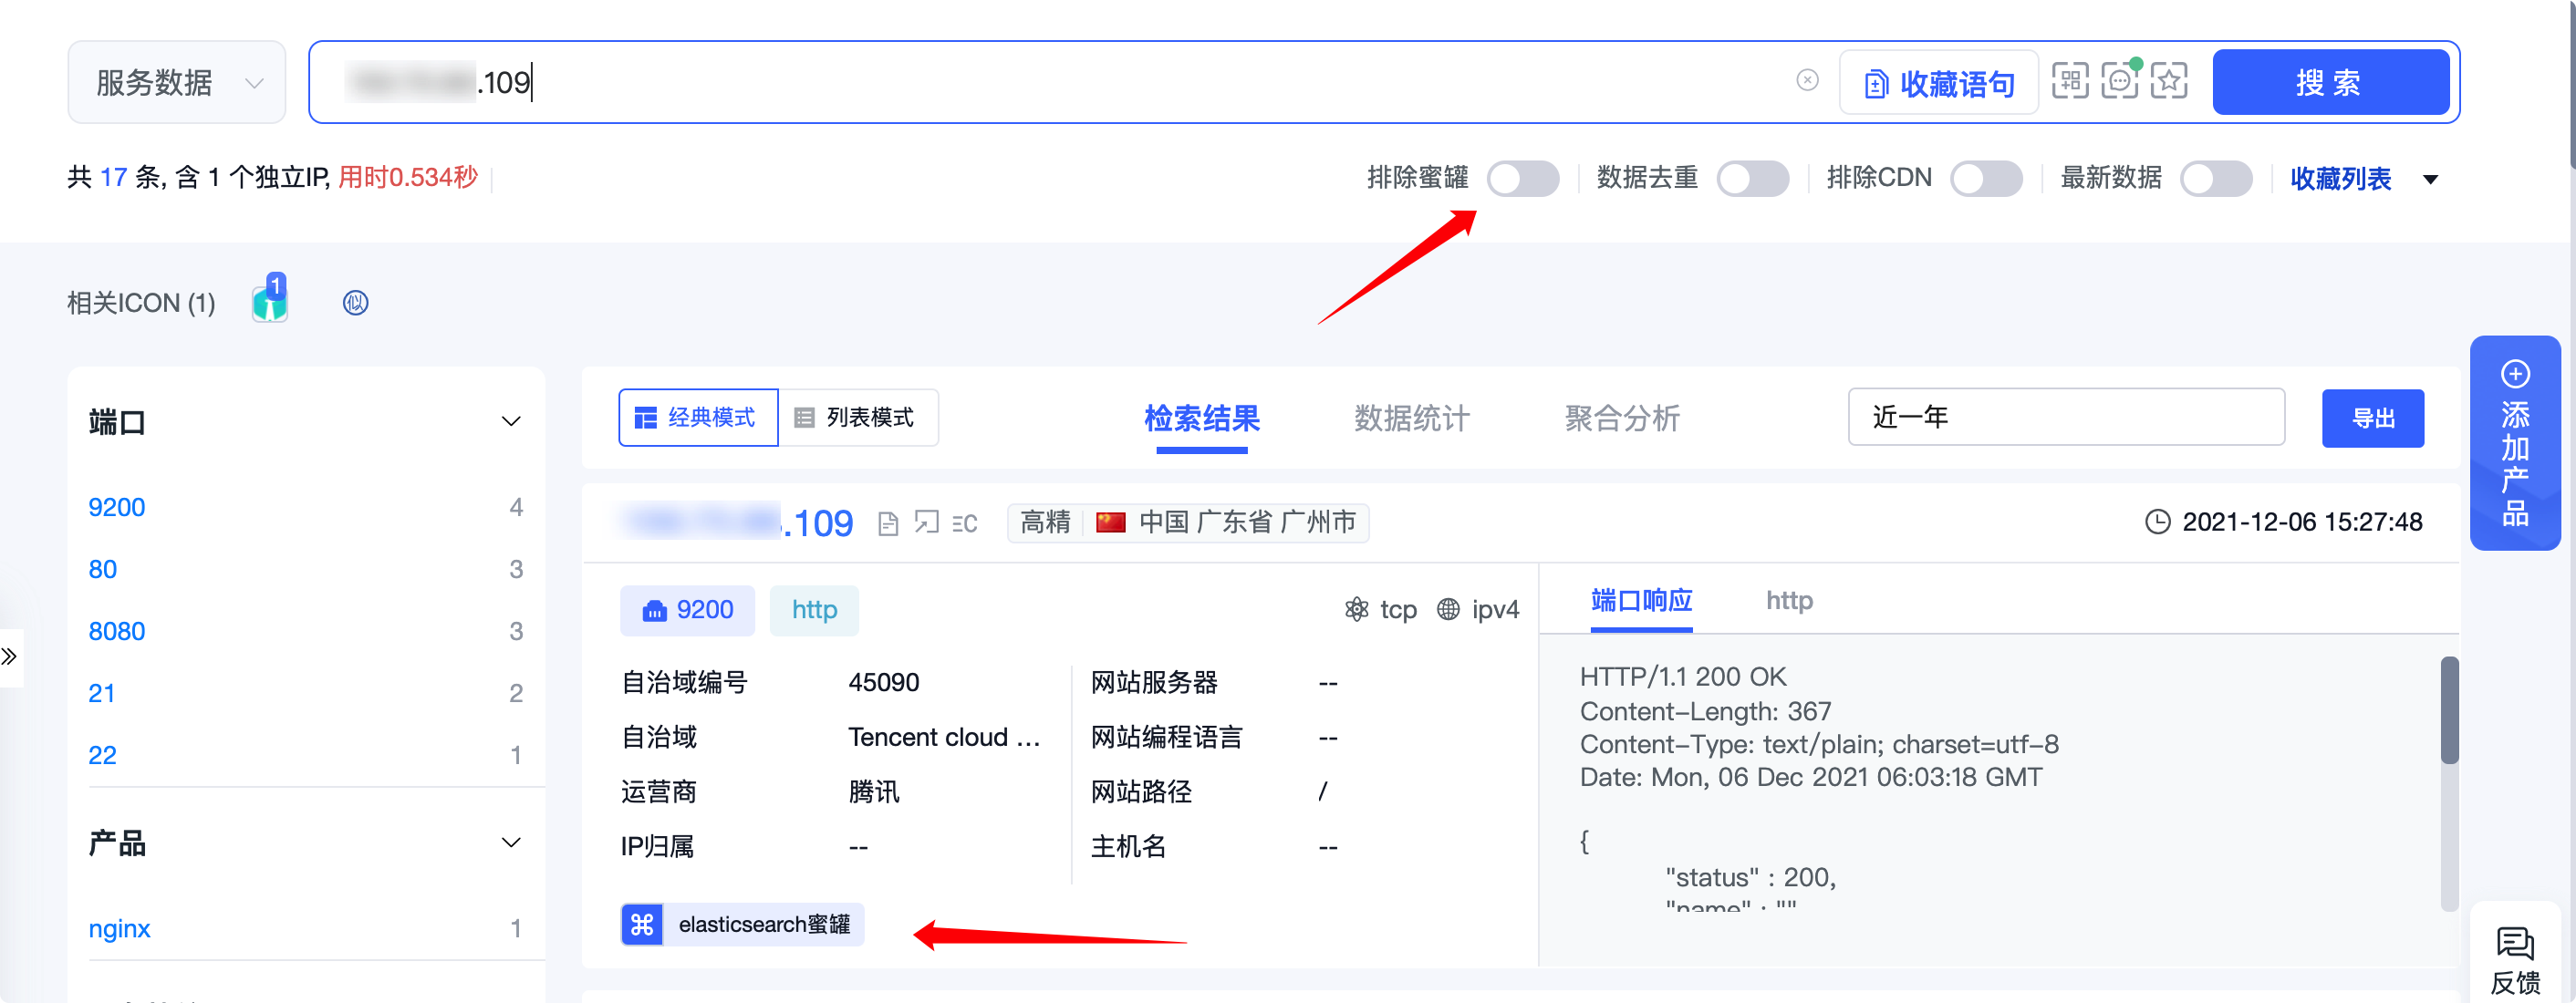 服务数据
.109
收藏语句
搜 索
共 17 条, 含 1 个独立IP, 用时0.534秒
排除蜜罐
数据去重
排除CDN
最新数据
收藏列表
相关ICON (1)
1
似
端口
9200 4
80 3
8080 3
21 2
22 1
产品
nginx 1
经典模式
列表模式
检索结果
数据统计
聚合分析
近一年
导出
.109
C
高精
中国 广东省 广州市
2021-12-06 15:27:48
9200
http
tcp
ipv4
自治域编号 45090
网站服务器 --
自治域 Tencent cloud ...
网站编程语言 --
运营商 腾讯
网站路径 /
IP归属 --
主机名 --
elasticsearch蜜罐
端口响应
http
HTTP/1.1 200 OK
Content-Length: 367
Content-Type: text/plain; charset=utf-8
Date: Mon, 06 Dec 2021 06:03:18 GMT
{
"status" : 200,
"name" : ""
添加产品
反馈